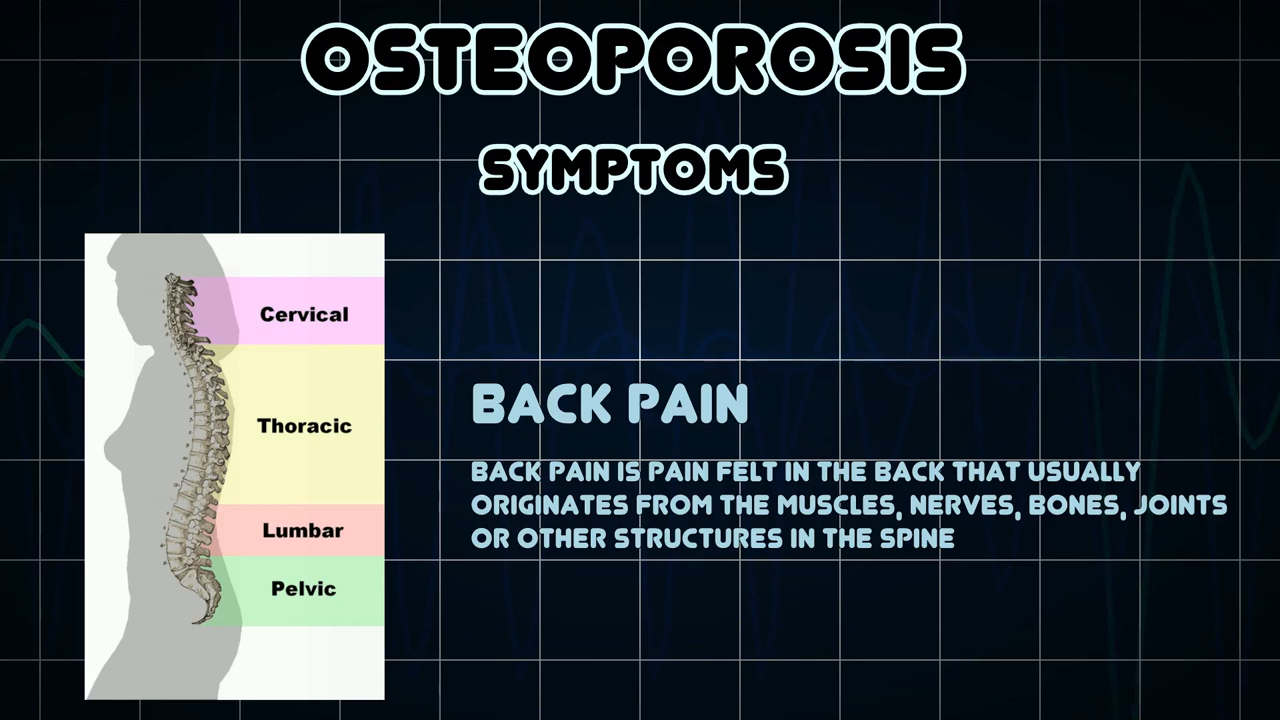 OSTEOPOROSIS
SYMPTOMS
Cervical
Thoracic
Lumbar
Pelvic
BACK PAIN
BACK PAIN IS PAIN FELT IN THE BACK THAT USUALLY
ORIGINATES FROM THE MUSCLES, NERVES, BONES, JOINTS
OR OTHER STRUCTURES IN THE SPINE